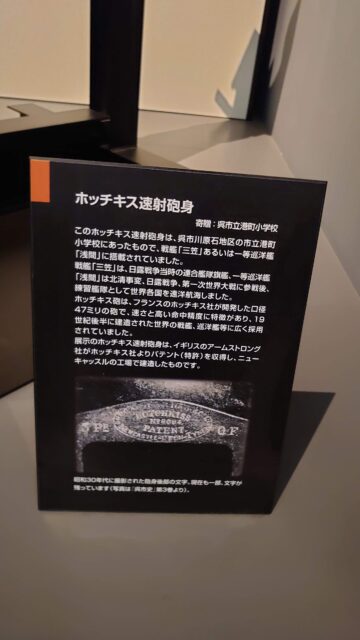 ホッチキス速射砲身
寄贈：呉市立港町小学校
このホッチキス速射砲身は、呉市川原石地区の市立港町
小学校にあったもので、戦艦「三笠」あるいは一等巡洋艦
「浅間」に搭載されていました。
戦艦「三笠」は、日露戦争当時の連合艦隊旗艦、一等巡洋艦
「浅間」は北清事変、日露戦争、第一次世界大戦に参戦後、
練習艦隊として世界各国を遠洋航海しました。
ホッチキス砲は、フランスのホッチキス社が開発した口径
47ミリの砲で、速さと高い命中精度に特徴があり、19
世紀後半に建造された世界の戦艦、巡洋艦等に広く採用
されていました。
展示のホッチキス速射砲身は、イギリスのアームストロング
社がホッチキス社よりパテント（特許）を取得し、ニュー
キャッスルの工場で建造したものです。
HOTCHKISS
PATENT
昭和30年代に撮影された砲身後部の文字。現在も一部、文字が
残っています（写真は『呉市史』第3巻より）。